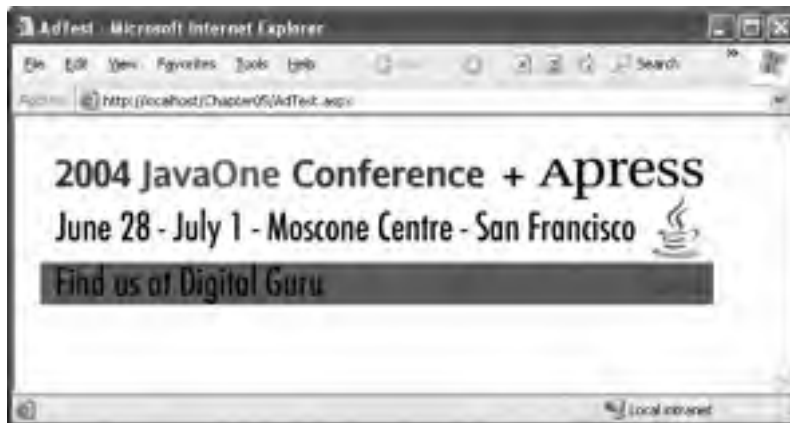 AdTest - Microsoft Internet Explorer
File Edit View Favorites Tools Help Search »
Address http://localhost/Chapter05/AdTest.aspx
2004 JavaOne Conference + Apress
June 28 - July 1 - Moscone Centre - San Francisco
Find us at Digital Guru
Local intranet